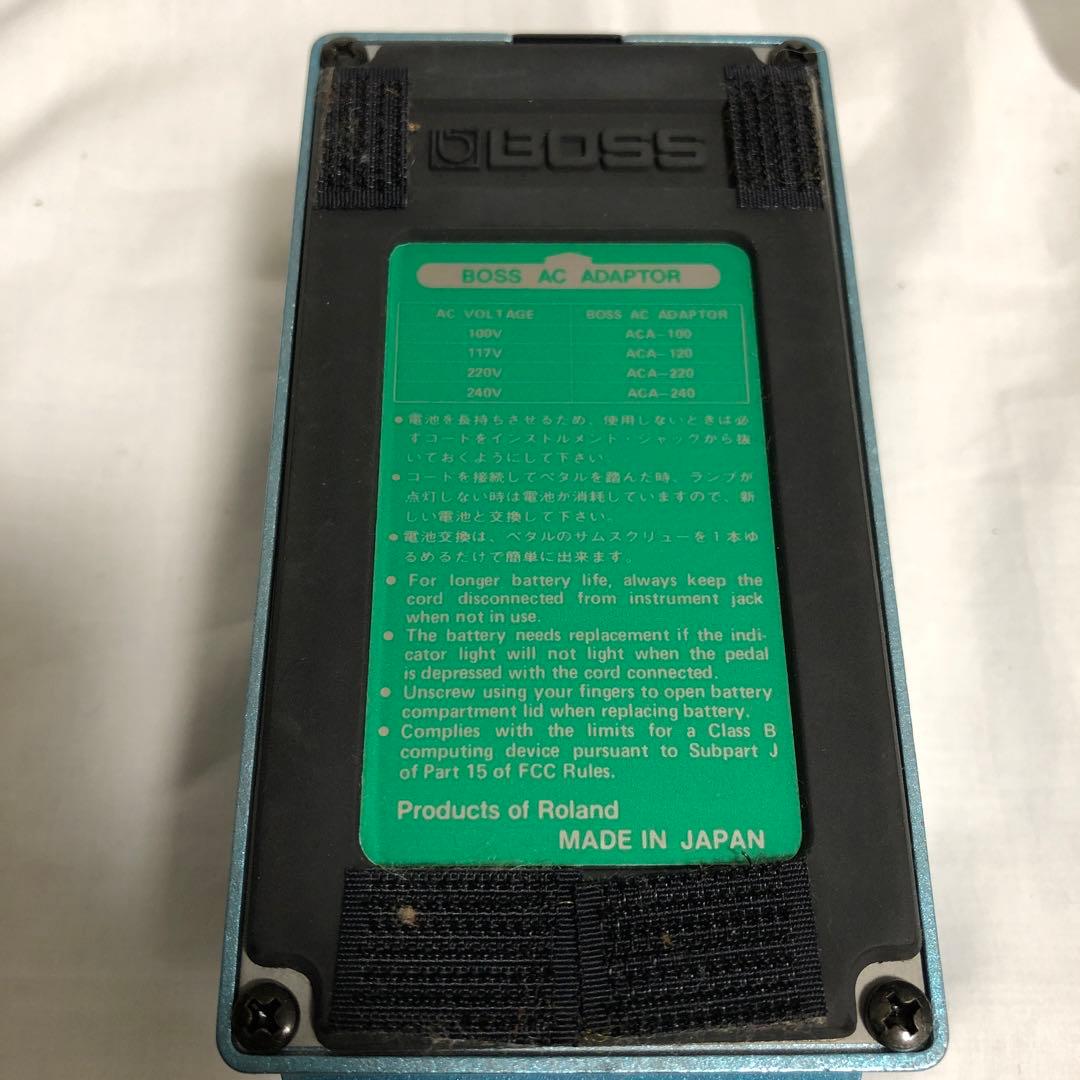 BOSS
BOSS AC ADAPTOR
AC VOLTAGE BOSS AC ADAPTOR
100V ACA-100
117V ACA-120
220V ACA-220
240V ACA-240
●電池を長持ちさせるため、使用しないときは必
ずコードをインストルメント・ジャックから抜
いておくようにして下さい。
●コードを接続してペタルを踏んだ時、ランプが
点灯しない時は電池が消耗していますので、新
しい電池と交換して下さい。
●電池交換は、ペタルのサムスクリューを1本ゆ
るめるだけで簡単に出来ます。
● For longer battery life, always keep the
cord disconnected from instrument jack
when not in use.
● The battery needs replacement if the indi-
cator light will not light when the pedal
is depressed with the cord connected.
● Unscrew using your fingers to open battery
compartment lid when replacing battery.
● Complies with the limits for a Class B
computing device pursuant to Subpart J
of Part 15 of FCC Rules.
Products of Roland
MADE IN JAPAN